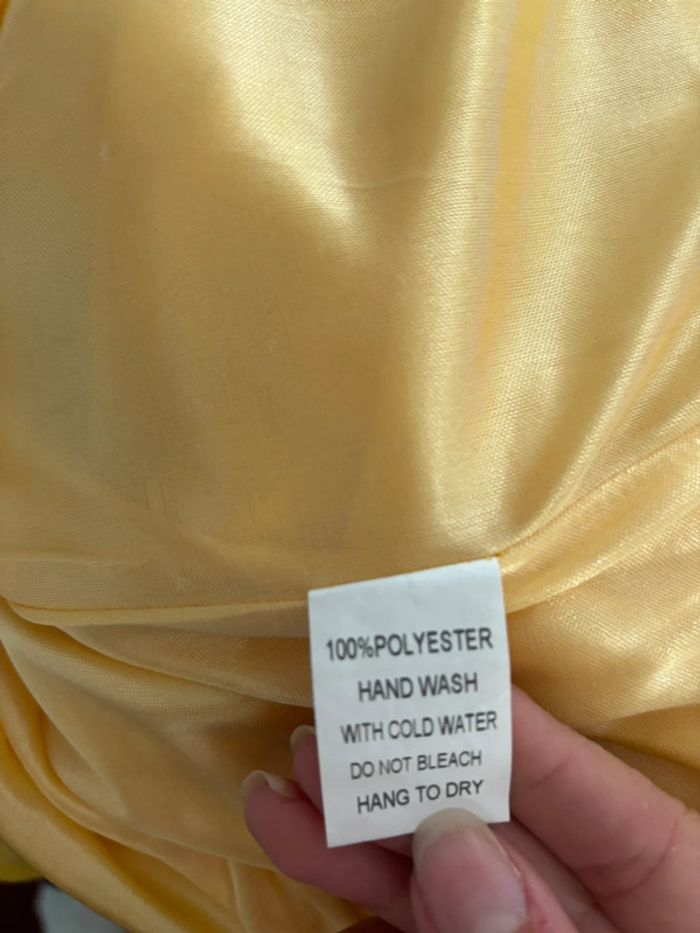 100%POLYESTER
HAND WASH
WITH COLD WATER
DO NOT BLEACH
HANG TO DRY